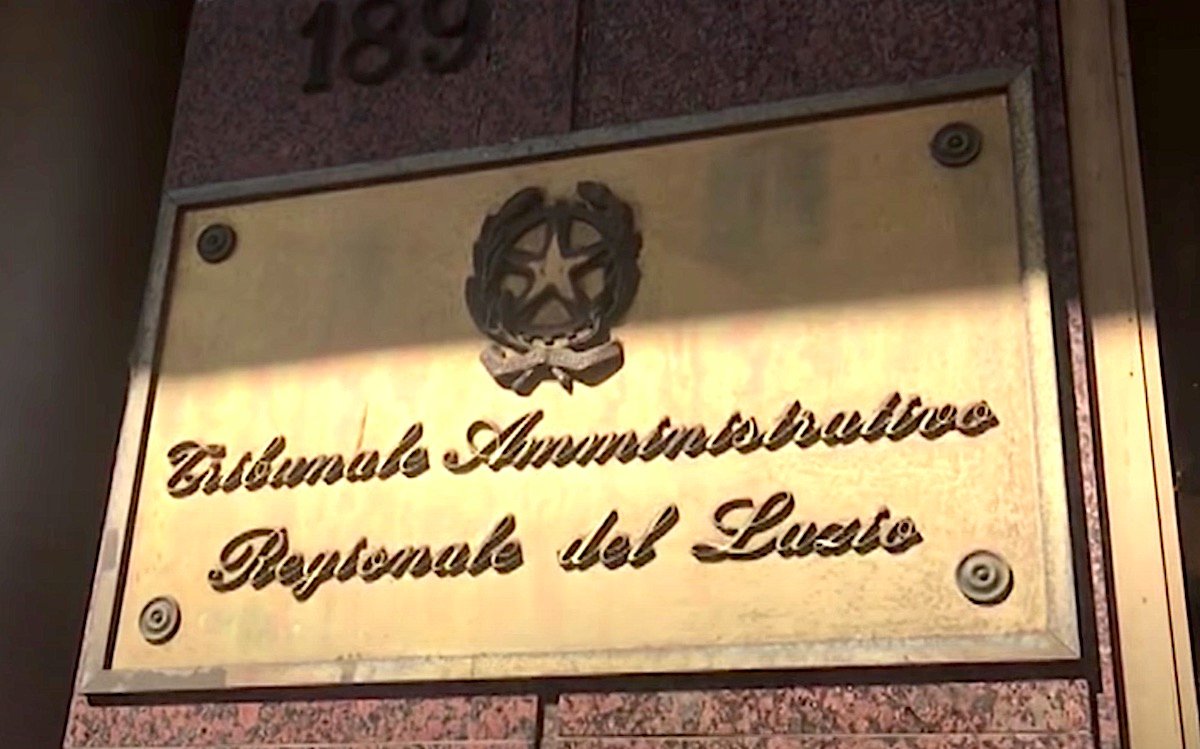 189
Tribunale Amministrativo
Regionale del Lazio